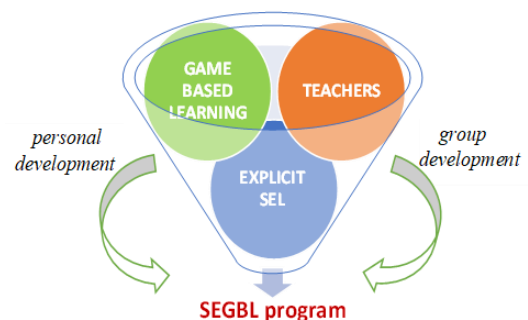 GAME
BASED
LEARNING
TEACHERS
personal
development
group
development
EXPLICIT
SEL
SEGBL program